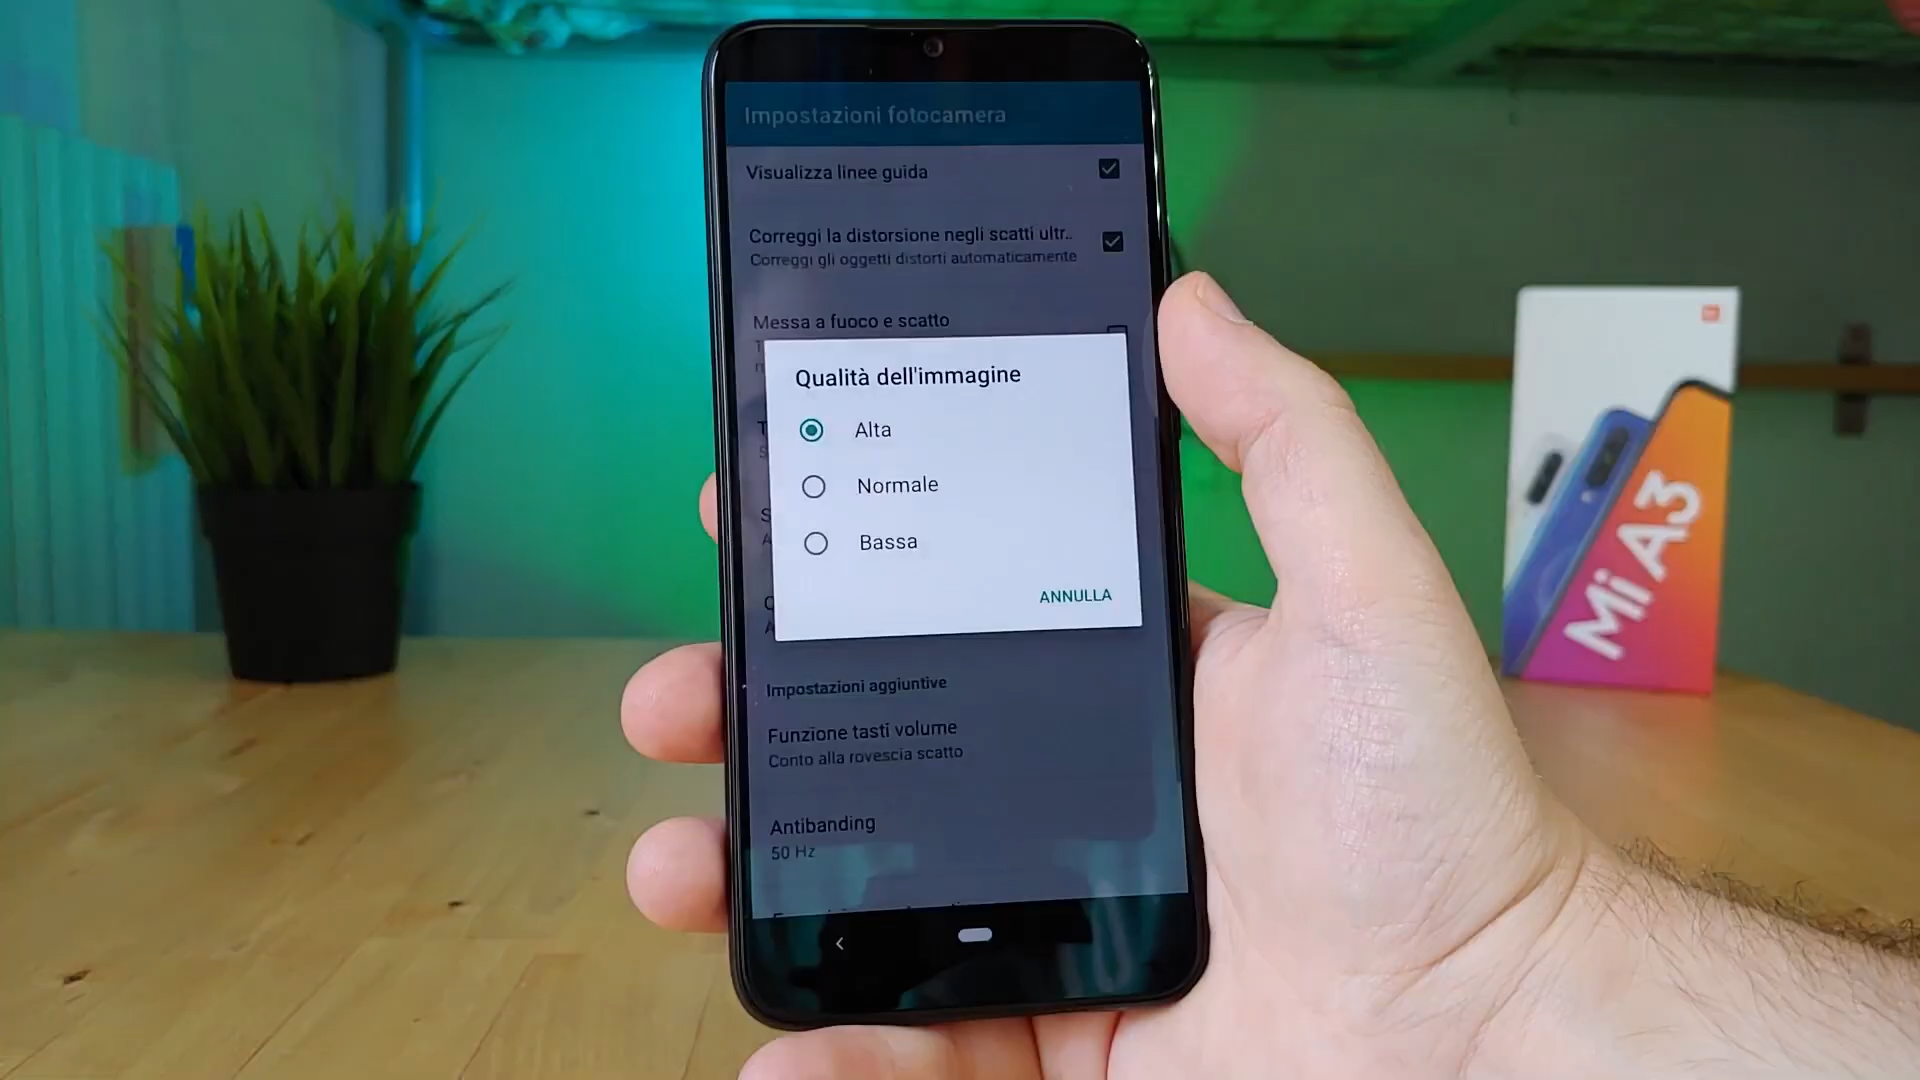 Impostazioni fotocamera
Visualizza linee guida
Correggi la distorsione negli scatti ultr..
Correggi gli oggetti distorti automaticamente
Messa a fuoco e scatto
Qualità dell'immagine
Alta
Normale
Bassa
ANNULLA
Impostazioni aggiuntive
Funzione tasti volume
Conto alla rovescia scatto
Antibanding
50 Hz
Mi A3